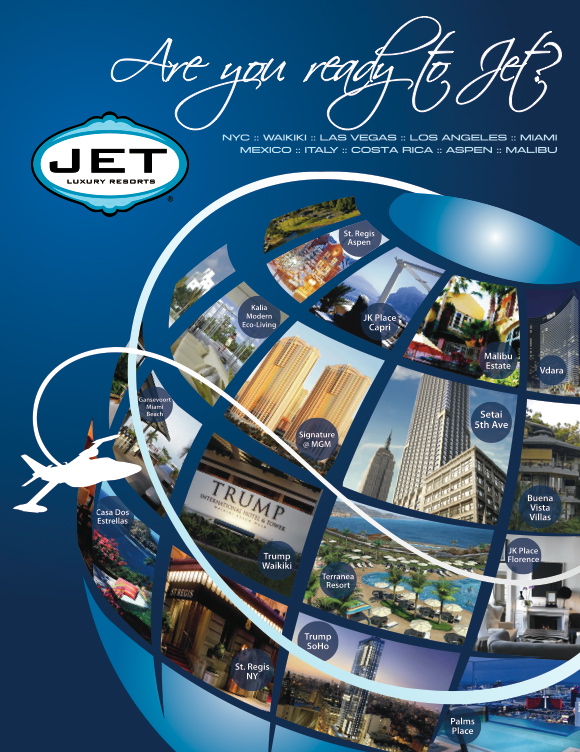 Are you ready to Jet?
NYC :: WAIKIKI :: LAS VEGAS :: LOS ANGELES :: MIAMI
MEXICO :: ITALY :: COSTA RICA :: ASPEN :: MALIBU
JET
LUXURY RESORTS
®
St. Regis
Aspen
Kalia
Modern
Eco-Living
JK Place
Capri
Malibu
Estate
Vdara
Gansevoort
Miami
Beach
Signature
@ MGM
Setai
5th Ave
Casa Dos
Estrellas
TRUMP
INTERNATIONAL HOTEL & TOWER
WAIKIKI BEACH WALK
Trump
Waikiki
Buena
Vista
Villas
Terranea
Resort
JK Place
Florence
ST REGIS
St. Regis
NY
Trump
SoHo
Palms
Place